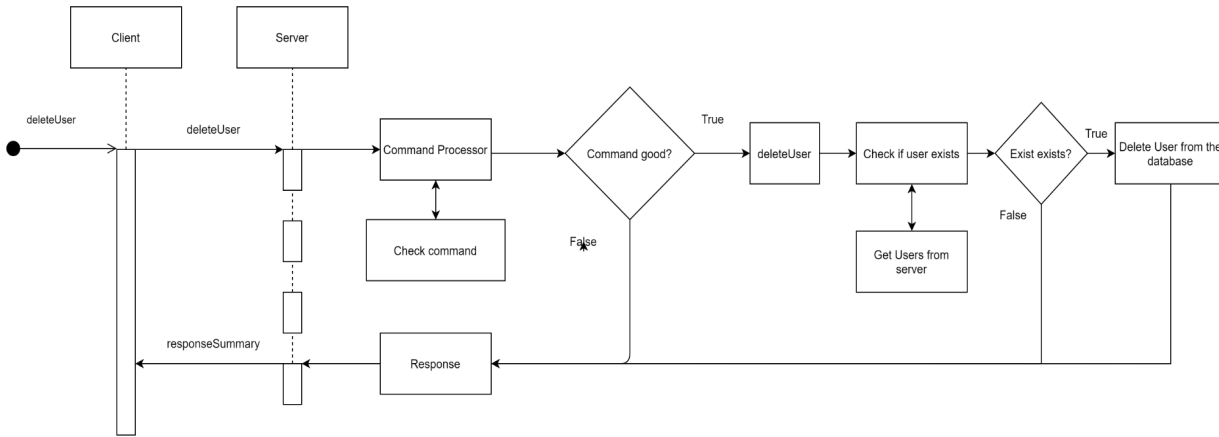 Client
Server
deleteUser
deleteUser
Command Processor
Check command
Command good?
True
False
deleteUser
Check if user exists
Get Users from
server
Exist exists?
True
False
Delete User from the
database
responseSummary
Response